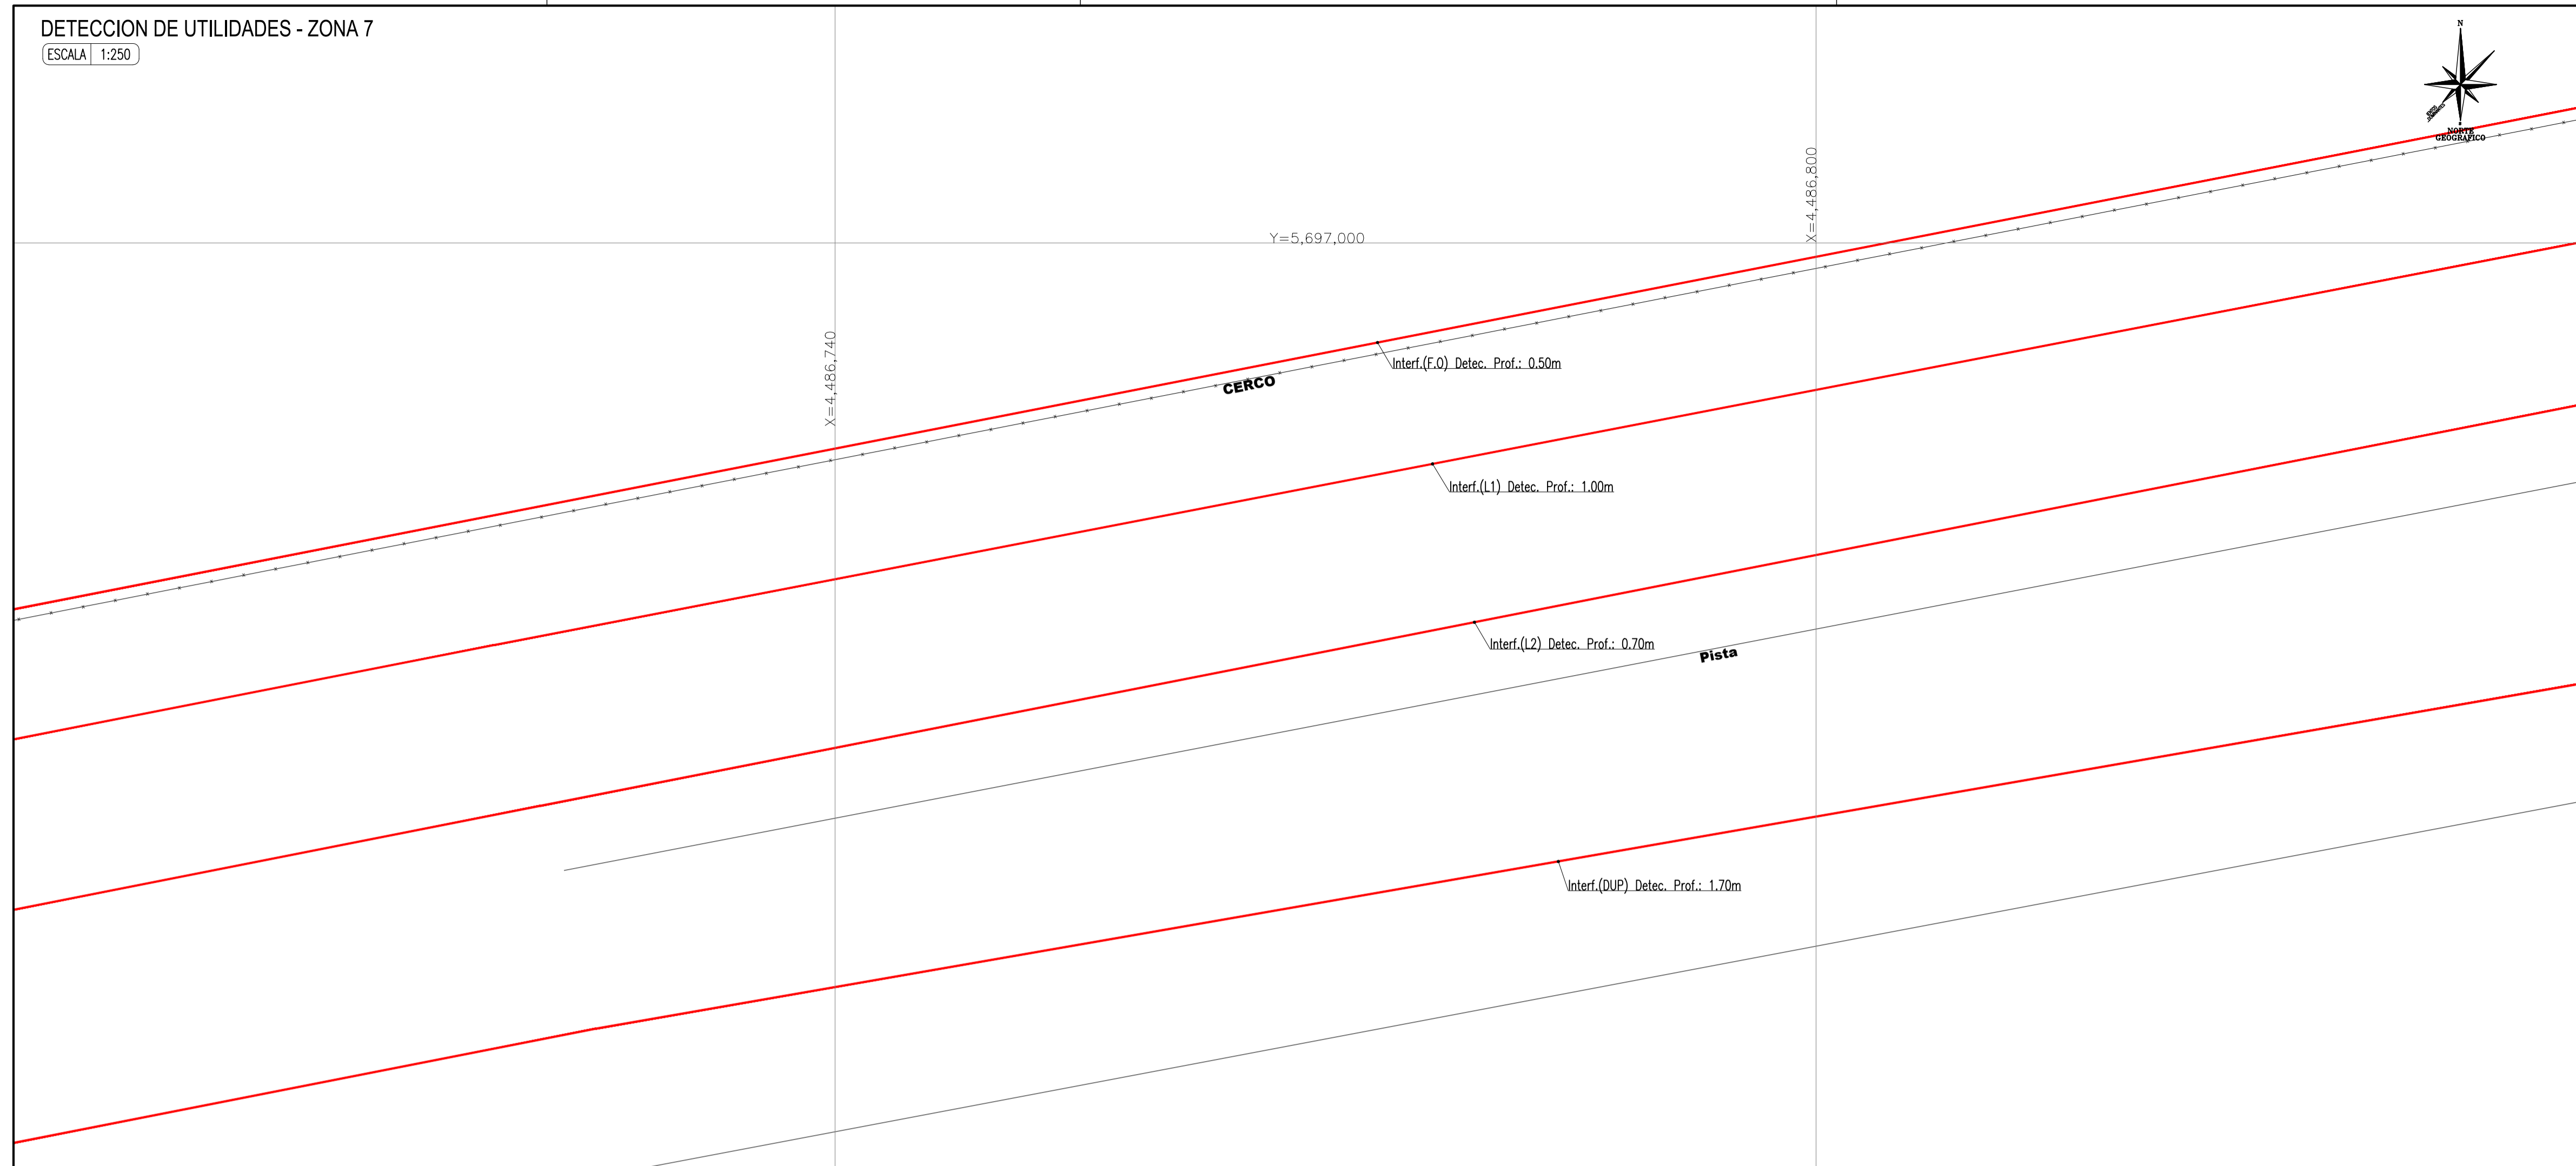 DETECCION DE UTILIDADES - ZONA 7
ESCALA 1:250
N
NORTE
GEOGRAFICO
X=4,486,800
Y=5,697,000
X=4,486,740
Interf.(F.O) Detec. Prof.: 0.50m
CERCO
Interf.(L1) Detec. Prof.: 1.00m
Interf.(L2) Detec. Prof.: 0.70m
Pista
Interf.(DUP) Detec. Prof.: 1.70m